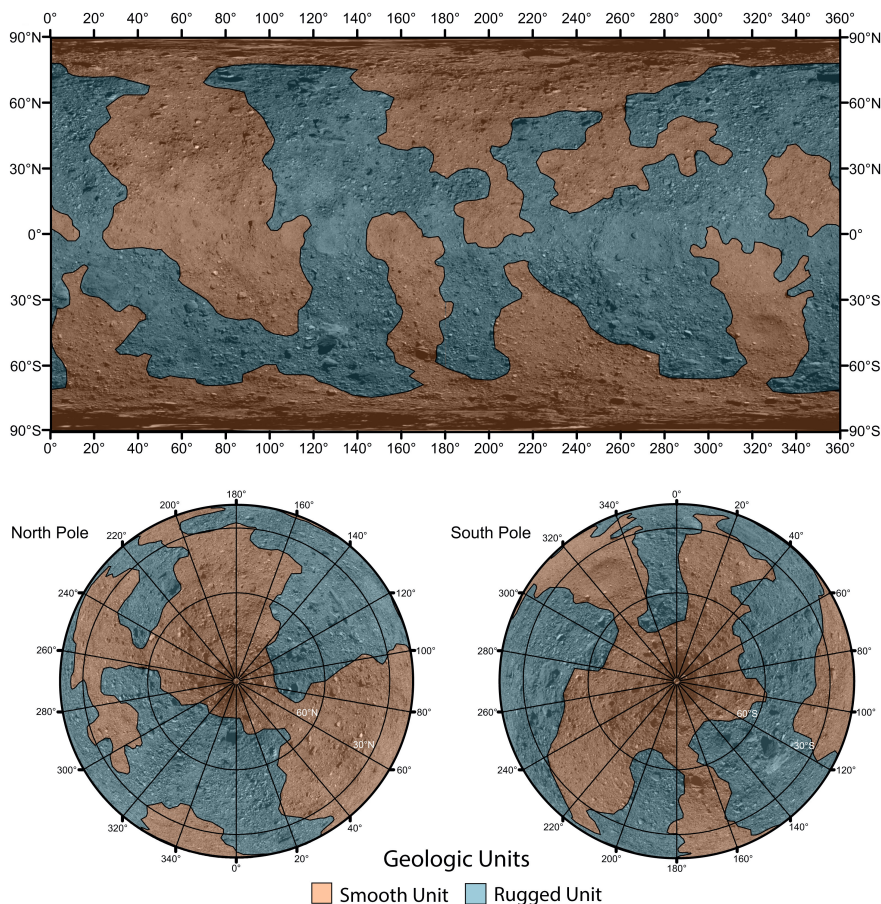 0° 20° 40° 60° 80° 100° 120° 140° 160° 180° 200° 220° 240° 260° 280° 300° 320° 340° 360°
90°N 90°N
60°N 60°N
30°N 30°N
0° 0°
30°S 30°S
60°S 60°S
90°S 90°S
0° 20° 40° 60° 80° 100° 120° 140° 160° 180° 200° 220° 240° 260° 280° 300° 320° 340° 360°
North Pole
180°
200° 160°
220° 140°
240° 120°
260° 100°
280° 80°
60°N
30°N
300° 60°
320° 40°
340° 20°
0°
South Pole
0°
340° 20°
320° 40°
300° 60°
280° 80°
260° 100°
60°S
30°S
240° 120°
220° 140°
200° 160°
180°
Geologic Units
Smooth Unit Rugged Unit